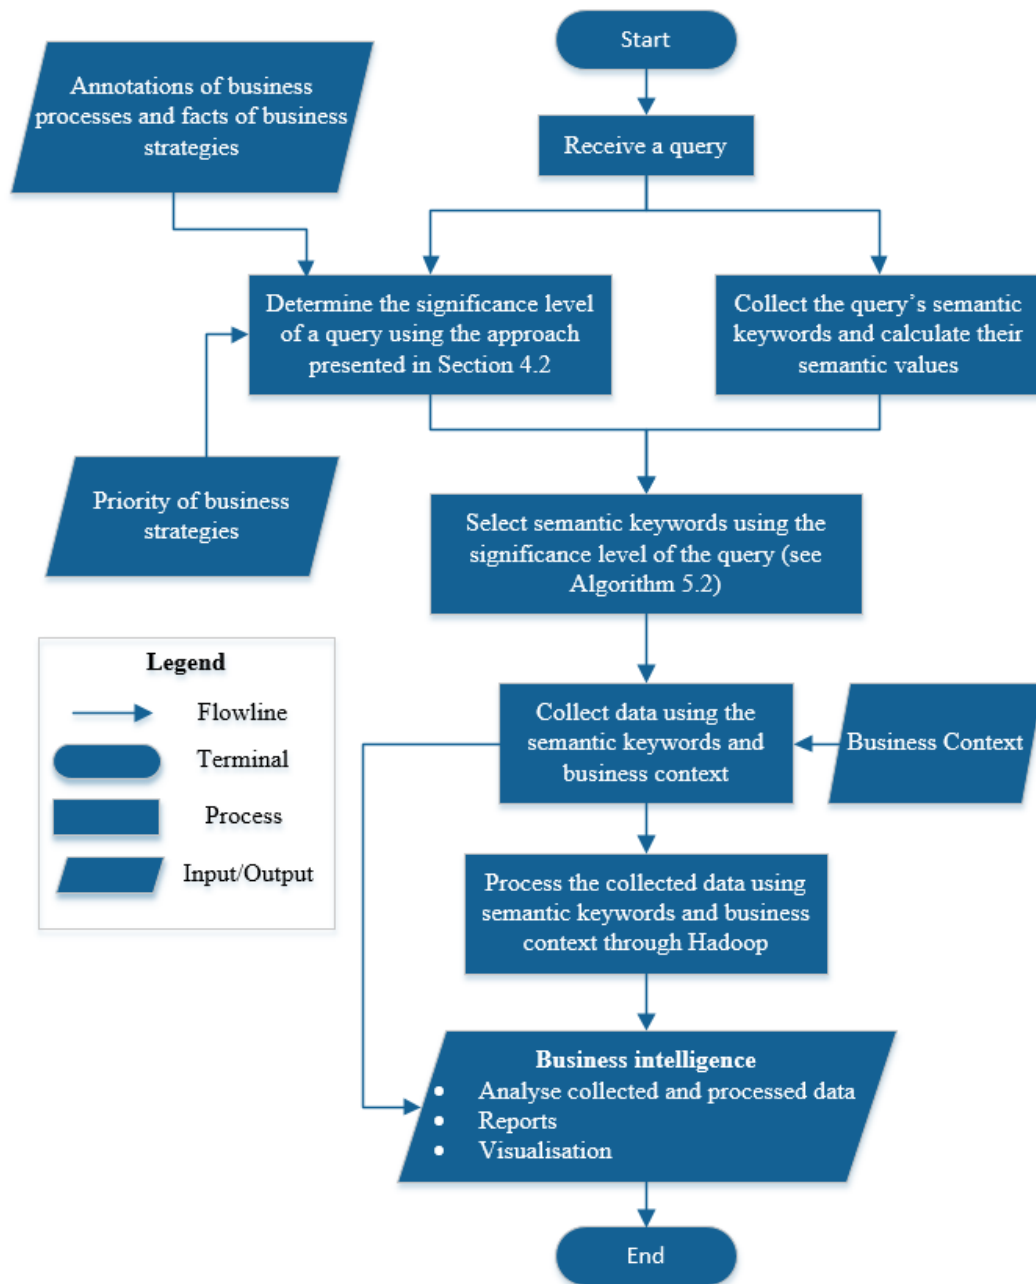 Start
Annotations of business
processes and facts of business
strategies
Receive a query
Determine the significance level
of a query using the approach
presented in Section 4.2
Collect the query’s semantic
keywords and calculate their
semantic values
Priority of business
strategies
Select semantic keywords using the
significance level of the query (see
Algorithm 5.2)
Legend
Flowline
Terminal
Process
Input/Output
Collect data using the
semantic keywords and
business context
Business Context
Process the collected data using
semantic keywords and business
context through Hadoop
Business intelligence
• Analyse collected and processed data
• Reports
• Visualisation
End